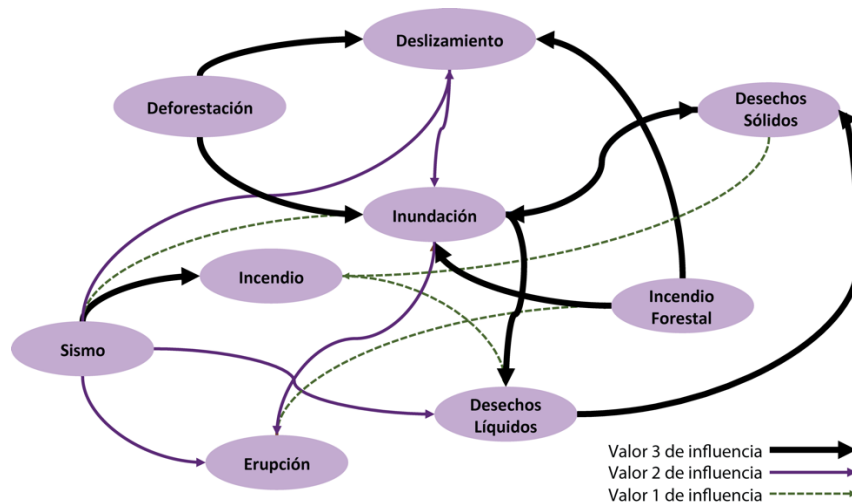 Deslizamiento
Deforestación
Desechos
Sólidos
Inundación
Incendio
Incendio
Forestal
Sismo
Desechos
Líquidos
Erupción
Valor 3 de influencia
Valor 2 de influencia
Valor 1 de influencia